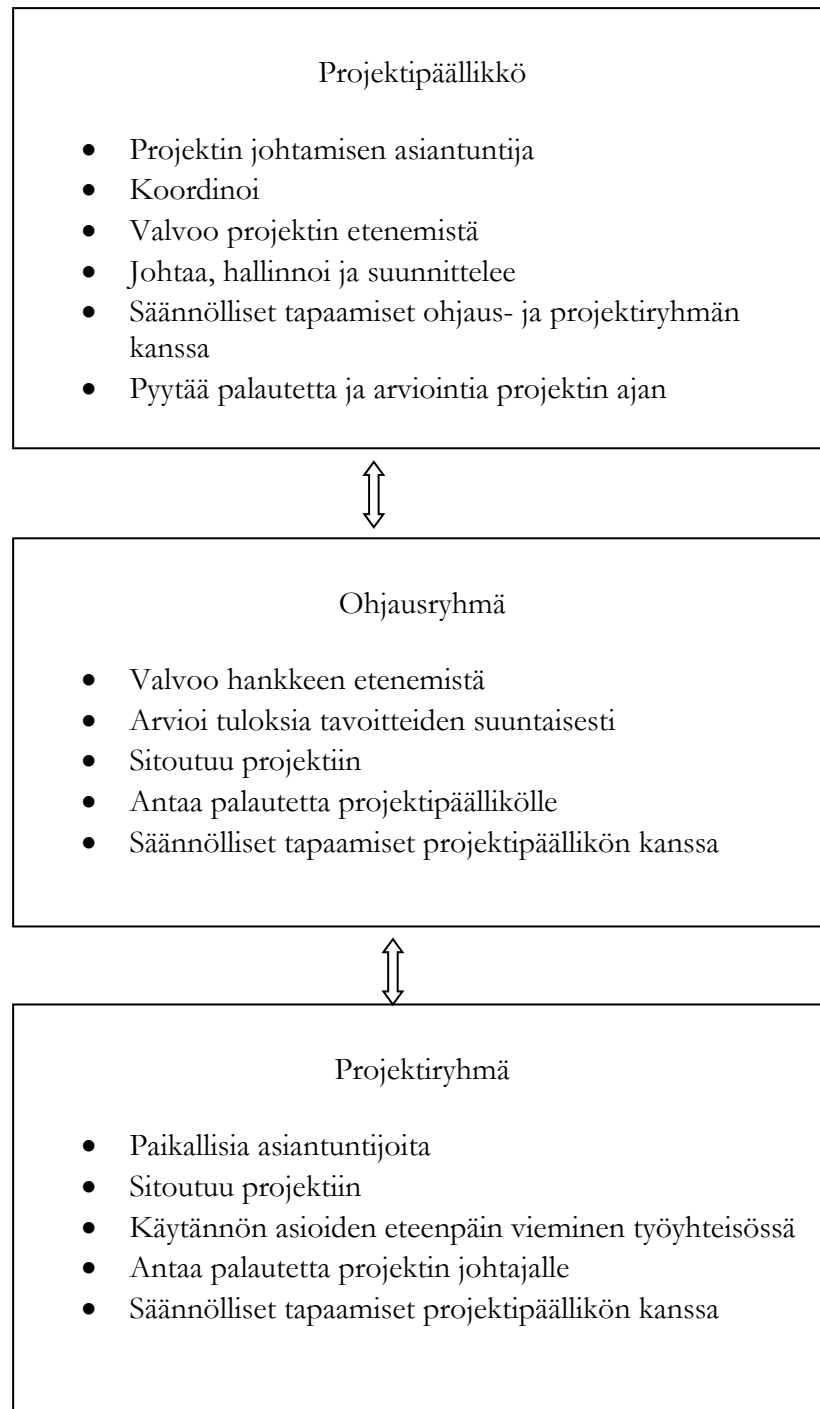 Projektipäällikkö
• Projektin johtamisen asiantuntija
• Koordinoi
• Valvoo projektin etenemistä
• Johtaa, hallinnoi ja suunnittelee
• Säännölliset tapaamiset ohjaus- ja projektiryhmän
kanssa
• Pyytää palautetta ja arviointia projektin ajan
Ohjausryhmä
• Valvoo hankkeen etenemistä
• Arvioi tuloksia tavoitteiden suuntaisesti
• Sitoutuu projektiin
• Antaa palautetta projektipäällikölle
• Säännölliset tapaamiset projektipäällikön kanssa
Projektiryhmä
• Paikallisia asiantuntijoita
• Sitoutuu projektiin
• Käytännön asioiden eteenpäin vieminen työyhteisössä
• Antaa palautetta projektin johtajalle
• Säännölliset tapaamiset projektipäällikön kanssa